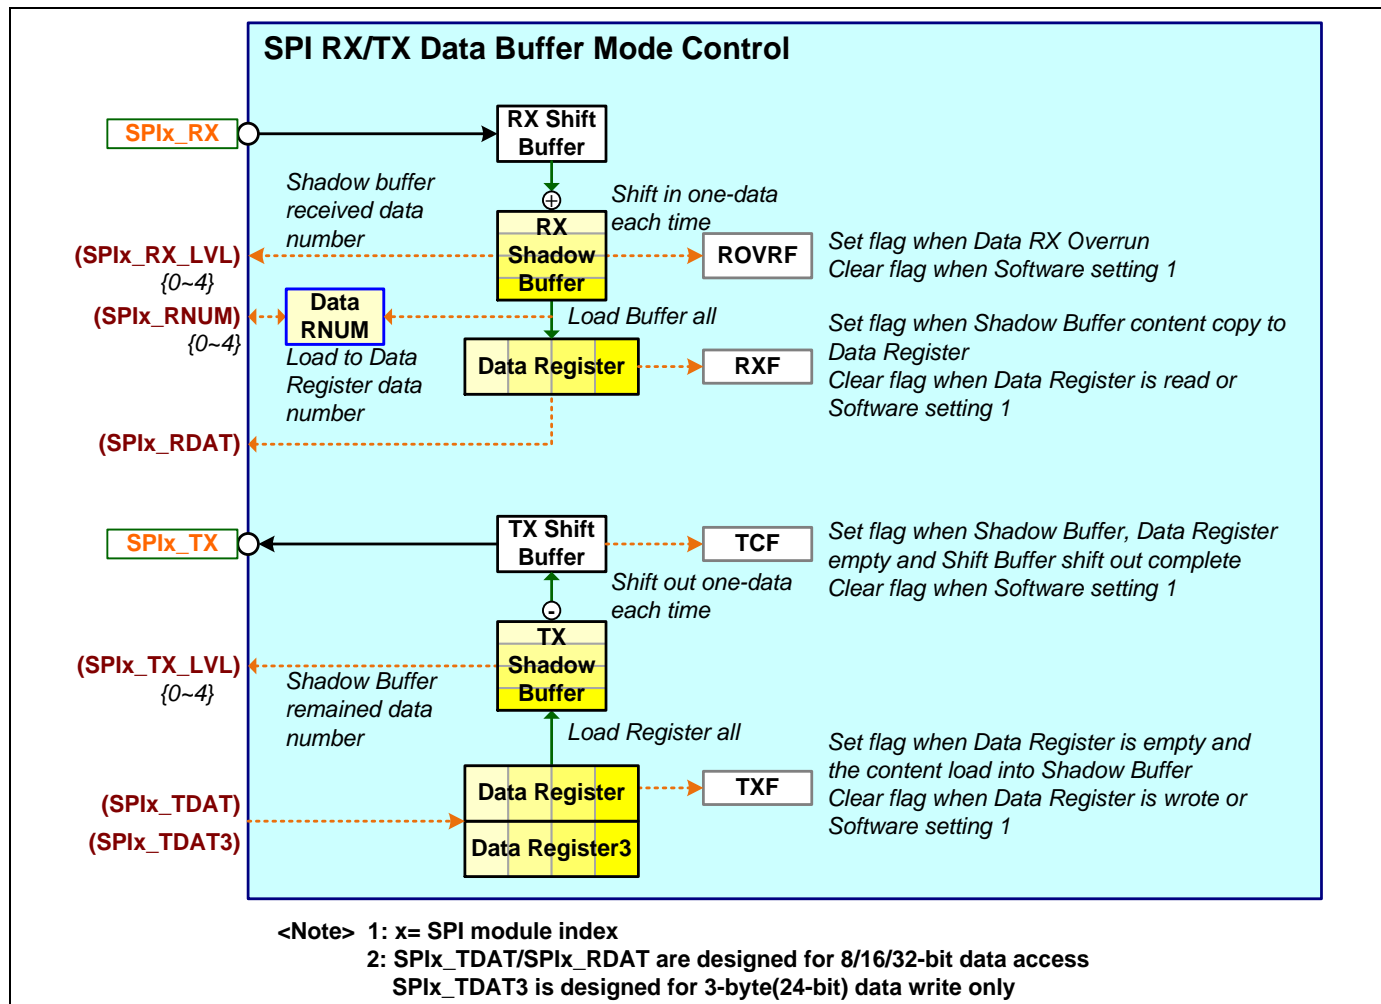 SPI RX/TX Data Buffer Mode Control
SPIx_RX
RX Shift
Buffer
Shadow buffer
received data
number
Shift in one-data
each time
+
RX
Shadow
Buffer
(SPIx_RX_LVL)
{0~4}
ROVRF
Set flag when Data RX Overrun
Clear flag when Software setting 1
(SPIx_RNUM)
{0~4}
Data
RNUM
Load Buffer all
Load to Data
Register data
number
Data Register
RXF
Set flag when Shadow Buffer content copy to
Data Register
Clear flag when Data Register is read or
Software setting 1
(SPIx_RDAT)
SPIx_TX
TX Shift
Buffer
TCF
Set flag when Shadow Buffer, Data Register
empty and Shift Buffer shift out complete
Clear flag when Software setting 1
Shift out one-data
each time
-
TX
Shadow
Buffer
(SPIx_TX_LVL)
{0~4}
Shadow Buffer
remained data
number
Load Register all
(SPIx_TDAT)
(SPIx_TDAT3)
Data Register
Data Register3
TXF
Set flag when Data Register is empty and
the content load into Shadow Buffer
Clear flag when Data Register is wrote or
Software setting 1
<Note> 1: x= SPI module index
2: SPIx_TDAT/SPIx_RDAT are designed for 8/16/32-bit data access
SPIx_TDAT3 is designed for 3-byte(24-bit) data write only